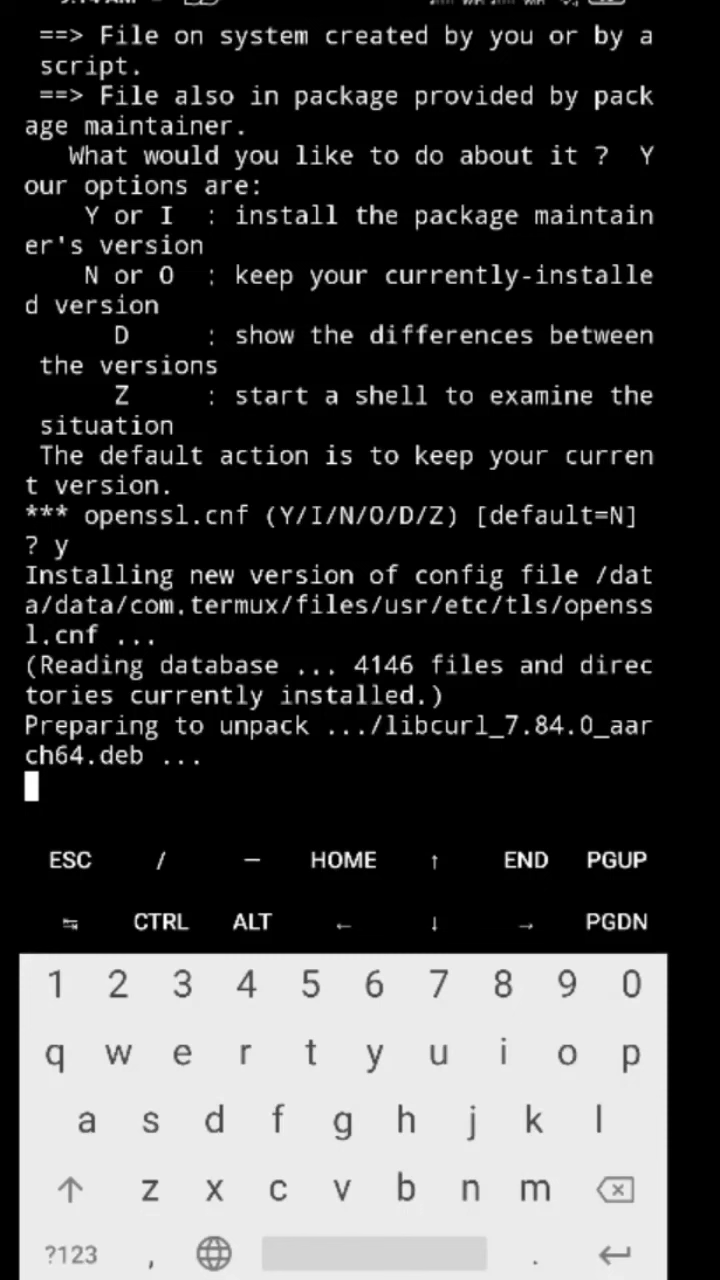 ==> File on system created by you or by a
script.
==> File also in package provided by pack
age maintainer.
What would you like to do about it ?  Y
our options are:
Y or I  : install the package maintain
er's version
N or O  : keep your currently-installe
d version
D     : show the differences between
the versions
Z     : start a shell to examine the
situation
The default action is to keep your curren
t version.
*** openssl.cnf (Y/I/N/O/D/Z) [default=N]
? y
Installing new version of config file /dat
a/data/com.termux/files/usr/etc/tls/openss
l.cnf ...
(Reading database ... 4146 files and direc
tories currently installed.)
Preparing to unpack .../libcurl_7.84.0_aar
ch64.deb ...
ESC / — HOME ↑ END PGUP
↹ CTRL ALT ← ↓ → PGDN
1 2 3 4 5 6 7 8 9 0
q w e r t y u i o p
a s d f g h j k l
z x c v b n m
?123 , .